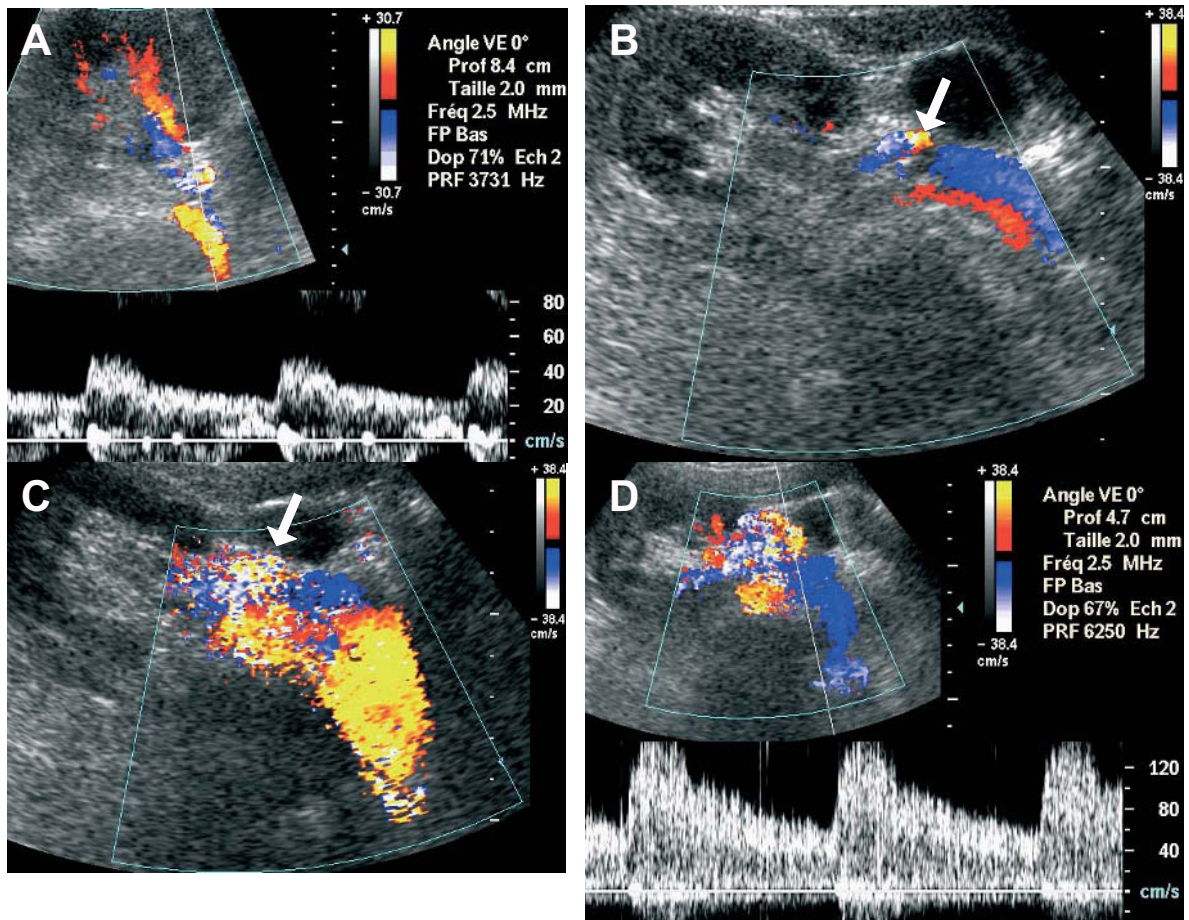 A
+ 30.7
− 30.7
cm/s
Angle VE 0°
Prof 8.4 cm
Taille 2.0 mm
Fréq 2.5 MHz
FP Bas
Dop 71% Ech 2
PRF 3731 Hz
80
60
40
20
cm/s
B
+ 38.4
− 38.4
cm/s
C
+ 38.4
− 38.4
cm/s
D
+ 38.4
− 38.4
cm/s
Angle VE 0°
Prof 4.7 cm
Taille 2.0 mm
Fréq 2.5 MHz
FP Bas
Dop 67% Ech 2
PRF 6250 Hz
120
80
40
cm/s